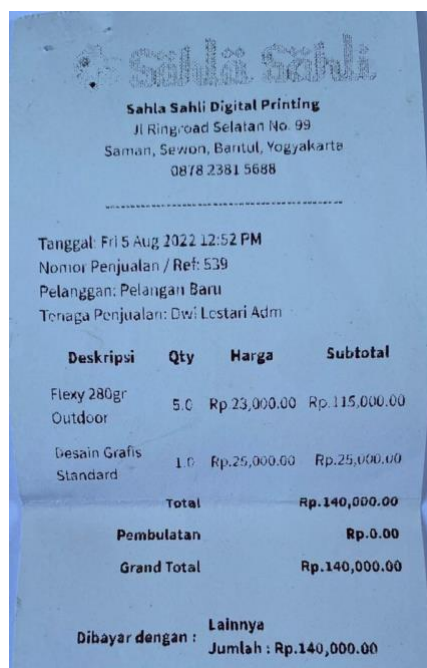 Sahla Sahli
Sahla Sahli Digital Printing
Jl Ringroad Selatan No. 99
Saman, Sewon, Bantul, Yogyakarta
0878 2381 5688
Tanggal: Fri 5 Aug 2022 12:52 PM
Nomor Penjualan / Ref: 539
Pelanggan: Pelangan Baru
Tenaga Penjualan: Dwi Lestari Adm
Deskripsi Qty Harga Subtotal
Flexy 280gr
Outdoor 5.0 Rp.23,000.00 Rp.115,000.00
Desain Grafis
Standard 1.0 Rp.25,000.00 Rp.25,000.00
Total Rp.140,000.00
Pembulatan Rp.0.00
Grand Total Rp.140,000.00
Dibayar dengan : Lainnya
Jumlah : Rp.140,000.00